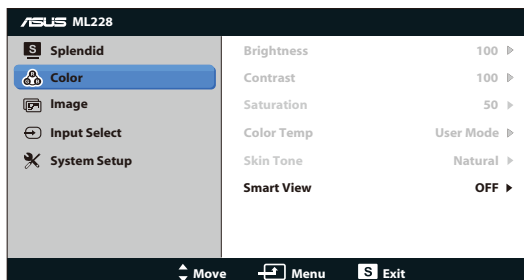 ASUS ML228
S Splendid
Color
Image
Input Select
System Setup
Brightness 100
Contrast 100
Saturation 50
Color Temp User Mode
Skin Tone Natural
Smart View OFF
Move Menu S Exit